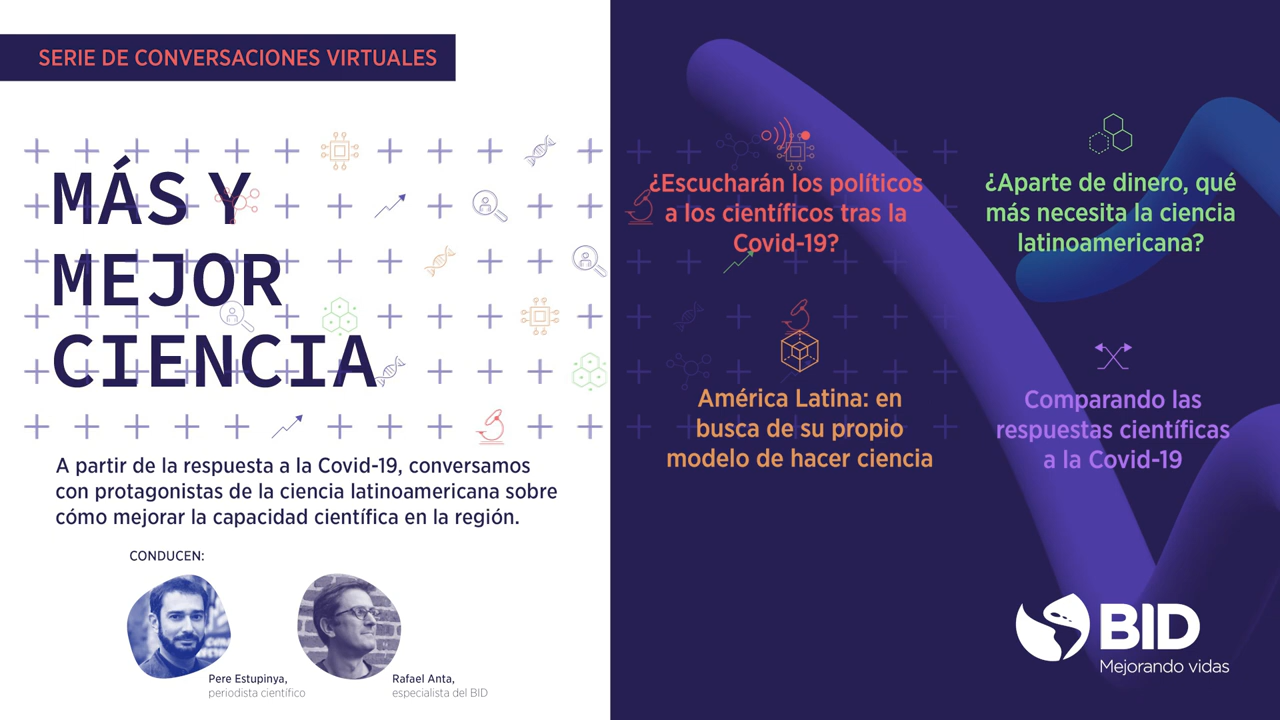 SERIE DE CONVERSACIONES VIRTUALES
MÁS Y
MEJOR
CIENCIA
A partir de la respuesta a la Covid-19, conversamos
con protagonistas de la ciencia latinoamericana sobre
cómo mejorar la capacidad científica en la región.
CONDUCEN:
Pere Estupinya,
periodista científico
Rafael Anta,
especialista del BID
¿Escucharán los políticos
a los científicos tras la
Covid-19?
¿Aparte de dinero, qué
más necesita la ciencia
latinoamericana?
América Latina: en
busca de su propio
modelo de hacer ciencia
Comparando las
respuestas científicas
a la Covid-19
BID
Mejorando vidas